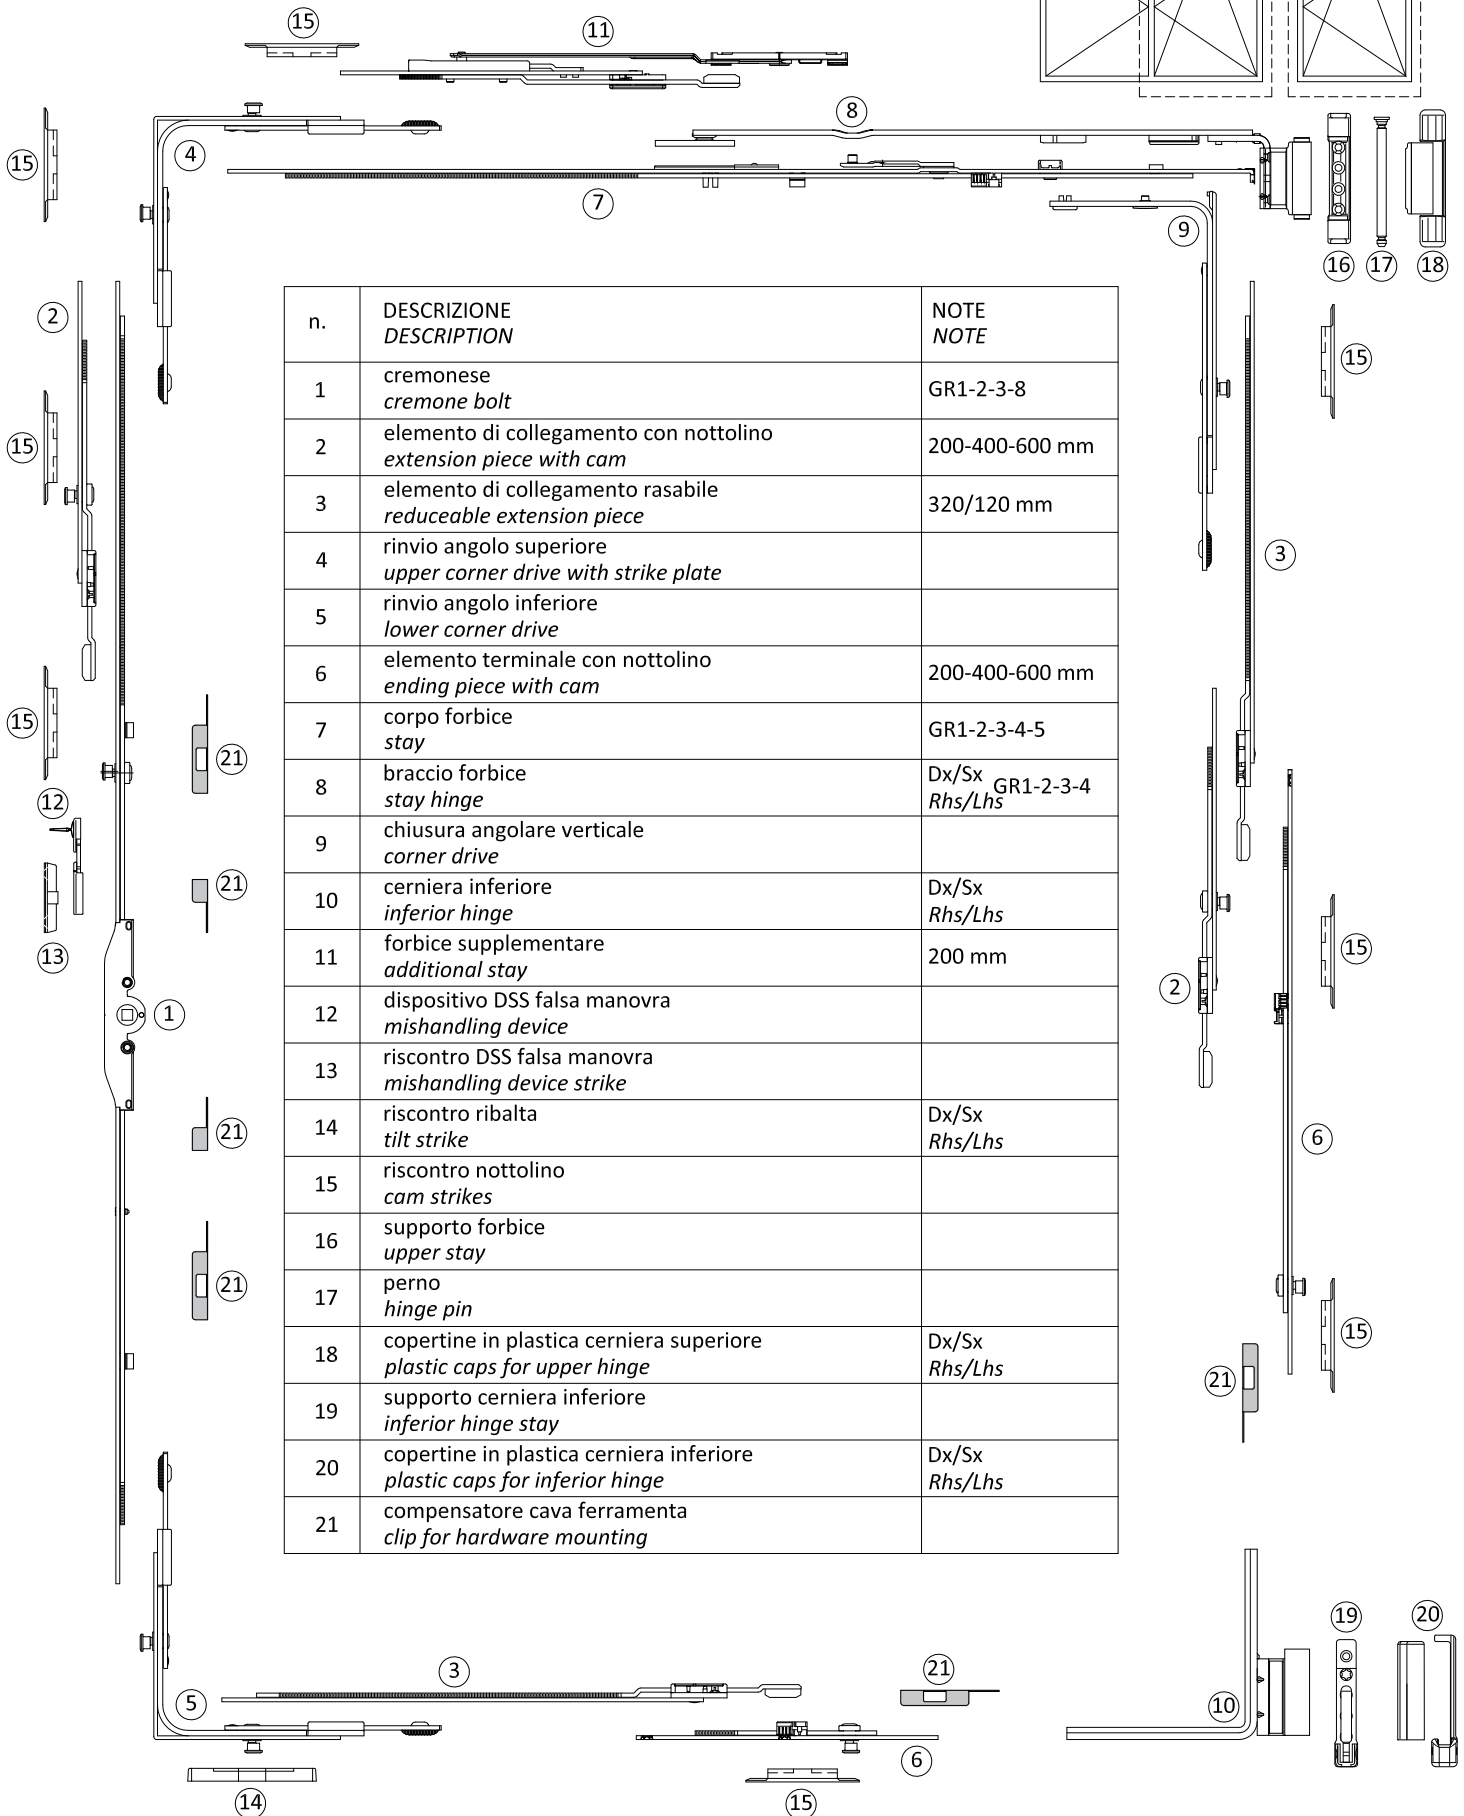 15
11
8
4
15
7
9
16
17
18
2
15
15
3
15
12
13
1
21
21
21
21
2
15
6
15
21
n.
DESCRIZIONE
DESCRIPTION
NOTE
NOTE
1
cremonese
cremone bolt
GR1-2-3-8
2
elemento di collegamento con nottolino
extension piece with cam
200-400-600 mm
3
elemento di collegamento rasabile
reduceable extension piece
320/120 mm
4
rinvio angolo superiore
upper corner drive with strike plate
5
rinvio angolo inferiore
lower corner drive
6
elemento terminale con nottolino
ending piece with cam
200-400-600 mm
7
corpo forbice
stay
GR1-2-3-4-5
8
braccio forbice
stay hinge
Dx/Sx
Rhs/Lhs
GR1-2-3-4
9
chiusura angolare verticale
corner drive
10
cerniera inferiore
inferior hinge
Dx/Sx
Rhs/Lhs
11
forbice supplementare
additional stay
200 mm
12
dispositivo DSS falsa manovra
mishandling device
13
riscontro DSS falsa manovra
mishandling device strike
14
riscontro ribalta
tilt strike
Dx/Sx
Rhs/Lhs
15
riscontro nottolino
cam strikes
16
supporto forbice
upper stay
17
perno
hinge pin
18
copertine in plastica cerniera superiore
plastic caps for upper hinge
Dx/Sx
Rhs/Lhs
19
supporto cerniera inferiore
inferior hinge stay
20
copertine in plastica cerniera inferiore
plastic caps for inferior hinge
Dx/Sx
Rhs/Lhs
21
compensatore cava ferramenta
clip for hardware mounting
19
20
3
21
5
10
6
14
15